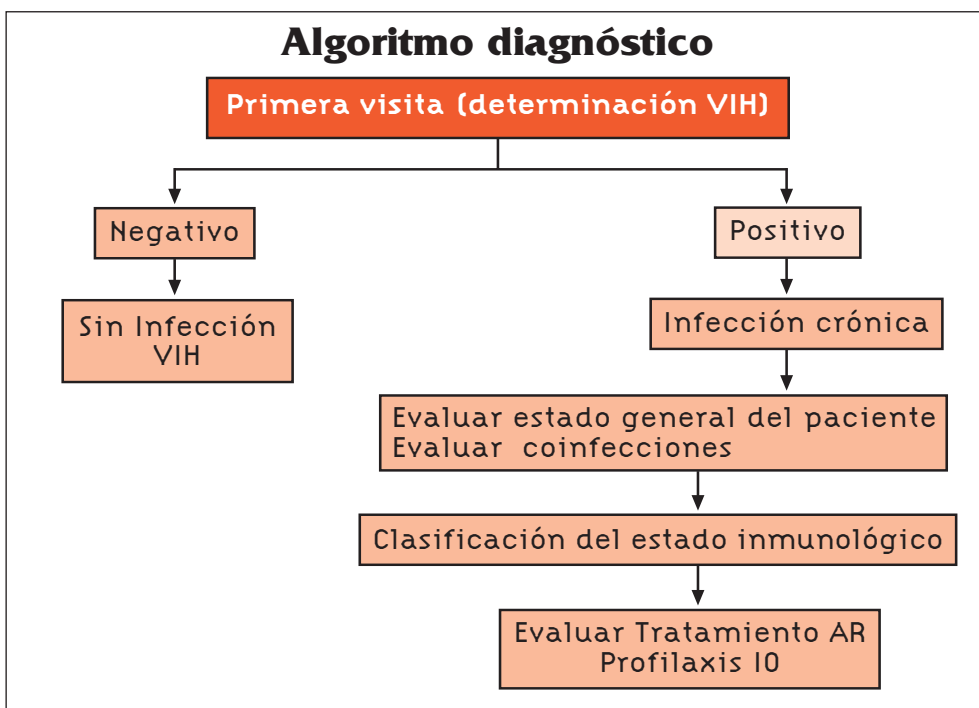 Algoritmo diagnóstico
Primera visita (determinación VIH)
Negativo
Positivo
Sin Infección
VIH
Infección crónica
Evaluar estado general del paciente
Evaluar coinfecciones
Clasificación del estado inmunológico
Evaluar Tratamiento AR
Profilaxis IO